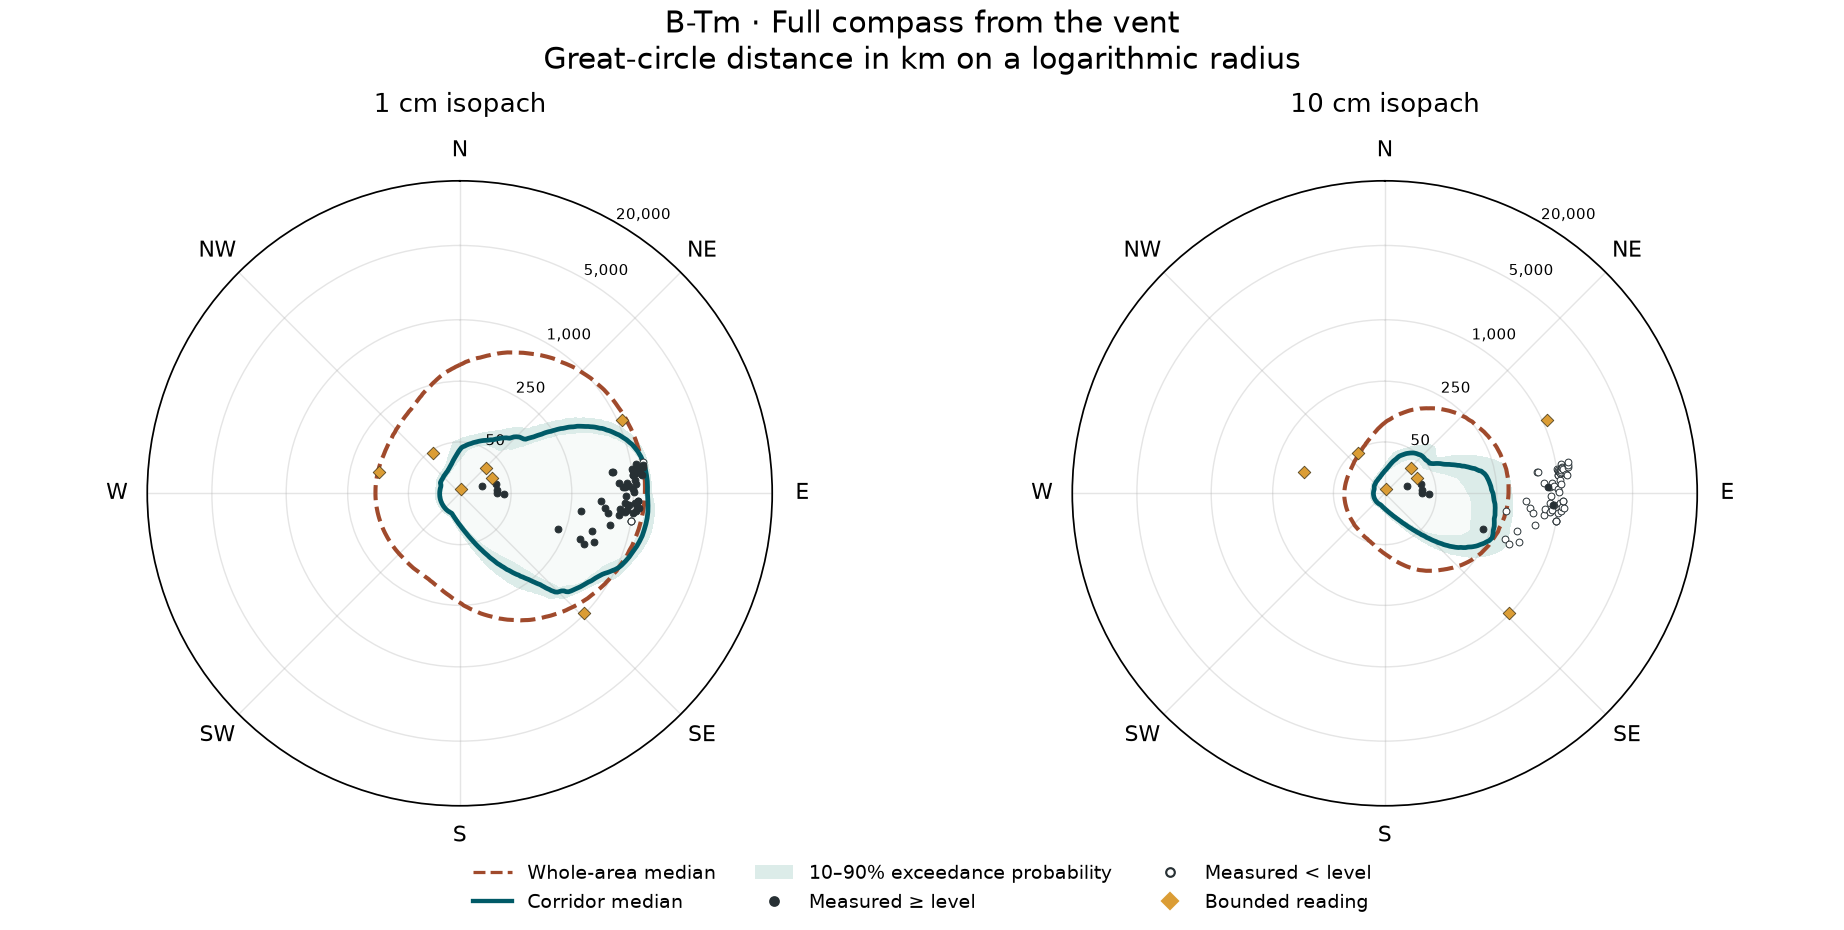 B-Tm · Full compass from the vent
Great-circle distance in km on a logarithmic radius
1 cm isopach
N
NE
E
SE
S
SW
W
NW
50
250
1,000
5,000
20,000
10 cm isopach
N
NE
E
SE
S
SW
W
NW
50
250
1,000
5,000
20,000
Whole-area median
Corridor median
10–90% exceedance probability
Measured ≥ level
Measured < level
Bounded reading